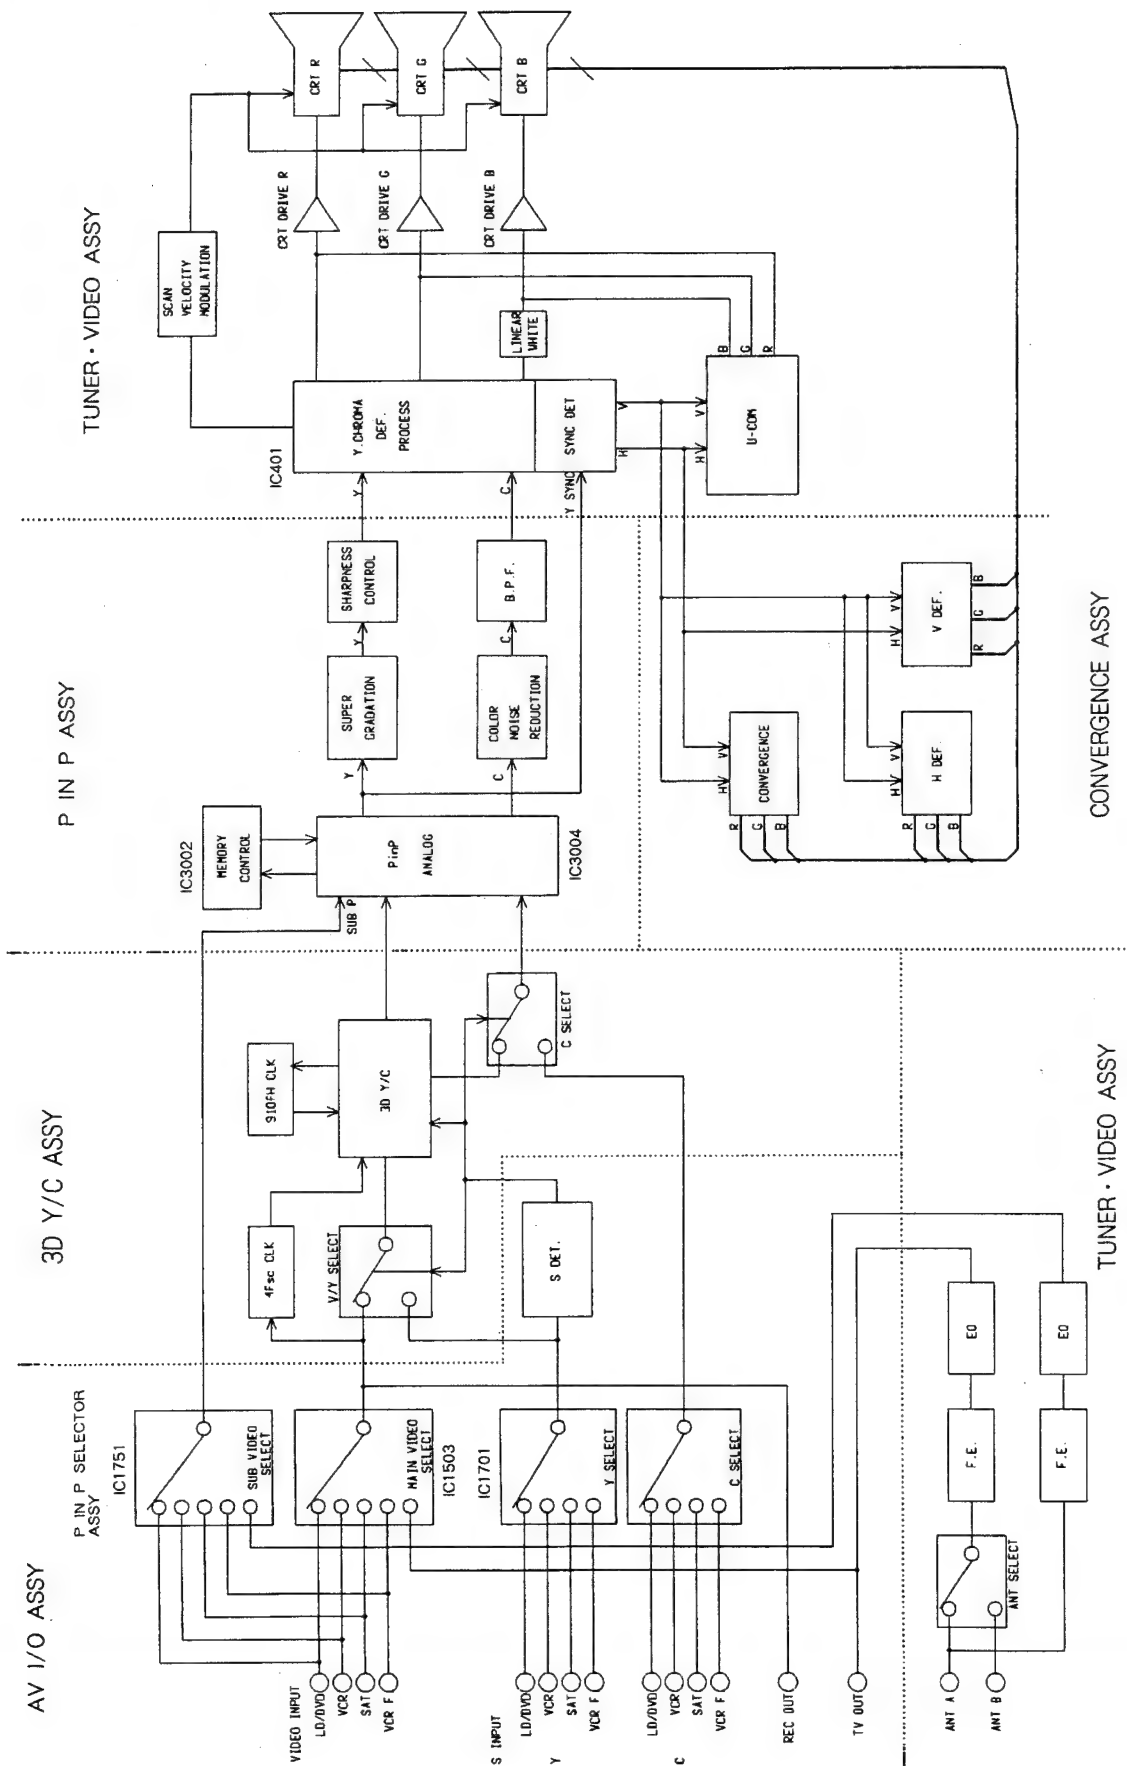 AV I/O ASSY
P IN P SELECTOR
ASSY
3D Y/C ASSY
P IN P ASSY
TUNER • VIDEO ASSY
IC1751
SUB VIDEO
SELECT
MAIN VIDEO
SELECT
IC1503
IC1701
Y SELECT
C SELECT
VIDEO INPUT
LD/DVD
VCR
SAT
VCR F
S INPUT
Y
LD/DVD
VCR
SAT
VCR F
C
LD/DVD
VCR
SAT
VCR F
REC OUT
TV OUT
ANT A
ANT B
ANT SELECT
F.E.
F.E.
EQ
EQ
TUNER • VIDEO ASSY
4Fsc CLK
V/Y SELECT
S DET.
910FH CLK
3D Y/C
C SELECT
IC3002
MEMORY
CONTROL
SUB P
PinP
ANALOG
IC3004
Y
C
SUPER
GRADATION
COLOR
NOISE
REDUCTION
Y
C
SHARPNESS
CONTROL
B.P.F.
Y
C
Y SYNC
IC401
Y.CHROMA
DEF.
PROCESS
SYNC DET
H
V
SCAN
VELOCITY
MODULATION
LINEAR
WHITE
H
V
U-COM
B
G
R
CRT DRIVE R
CRT DRIVE G
CRT DRIVE B
CRT R
CRT G
CRT B
H
V
CONVERGENCE
R
G
B
H
V
H DEF.
R
G
B
H
V
V DEF.
R
G
B
CONVERGENCE ASSY